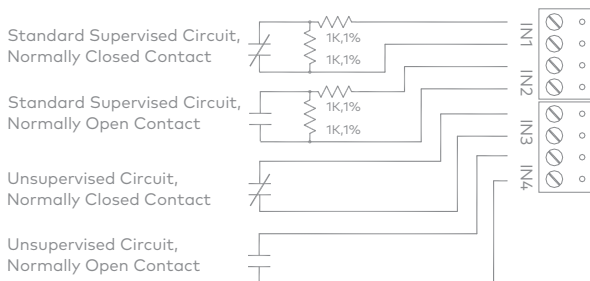 Standard Supervised Circuit,
Normally Closed Contact
1K,1%
1K,1%
IN1
Standard Supervised Circuit,
Normally Open Contact
1K,1%
1K,1%
IN2
Unsupervised Circuit,
Normally Closed Contact
IN3
Unsupervised Circuit,
Normally Open Contact
IN4